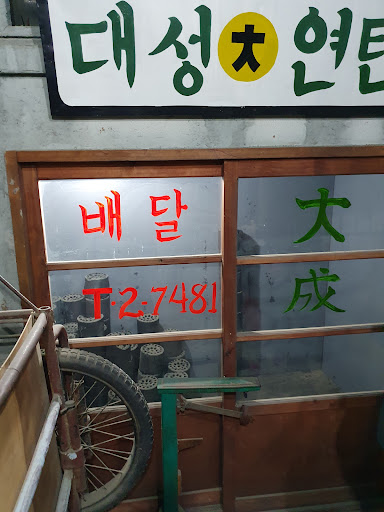 대성 大 연탄
배달
T·2-7481
大
成